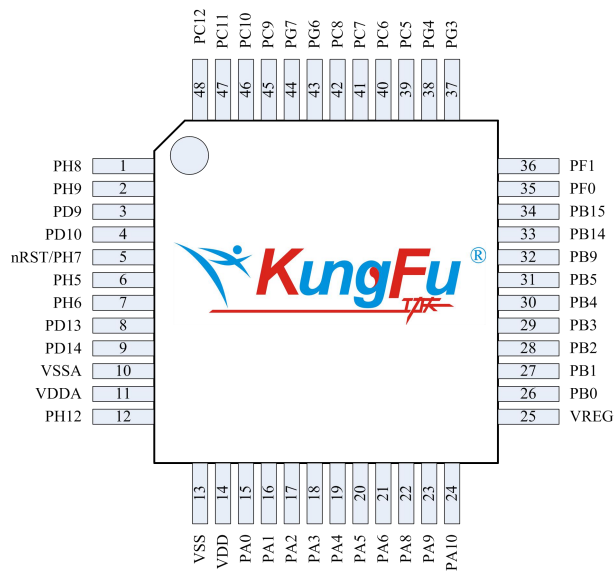 PC12 PC11 PC10 PC9 PG7 PG6 PC8 PC7 PC6 PC5 PG4 PG3
48 47 46 45 44 43 42 41 40 39 38 37
PH8 1
PH9 2
PD9 3
PD10 4
nRST/PH7 5
PH5 6
PH6 7
PD13 8
PD14 9
VSSA 10
VDDA 11
PH12 12
KungFu ®
36 PF1
35 PF0
34 PB15
33 PB14
32 PB9
31 PB5
30 PB4
29 PB3
28 PB2
27 PB1
26 PB0
25 VREG
13 14 15 16 17 18 19 20 21 22 23 24
VSS VDD PA0 PA1 PA2 PA3 PA4 PA5 PA6 PA8 PA9 PA10